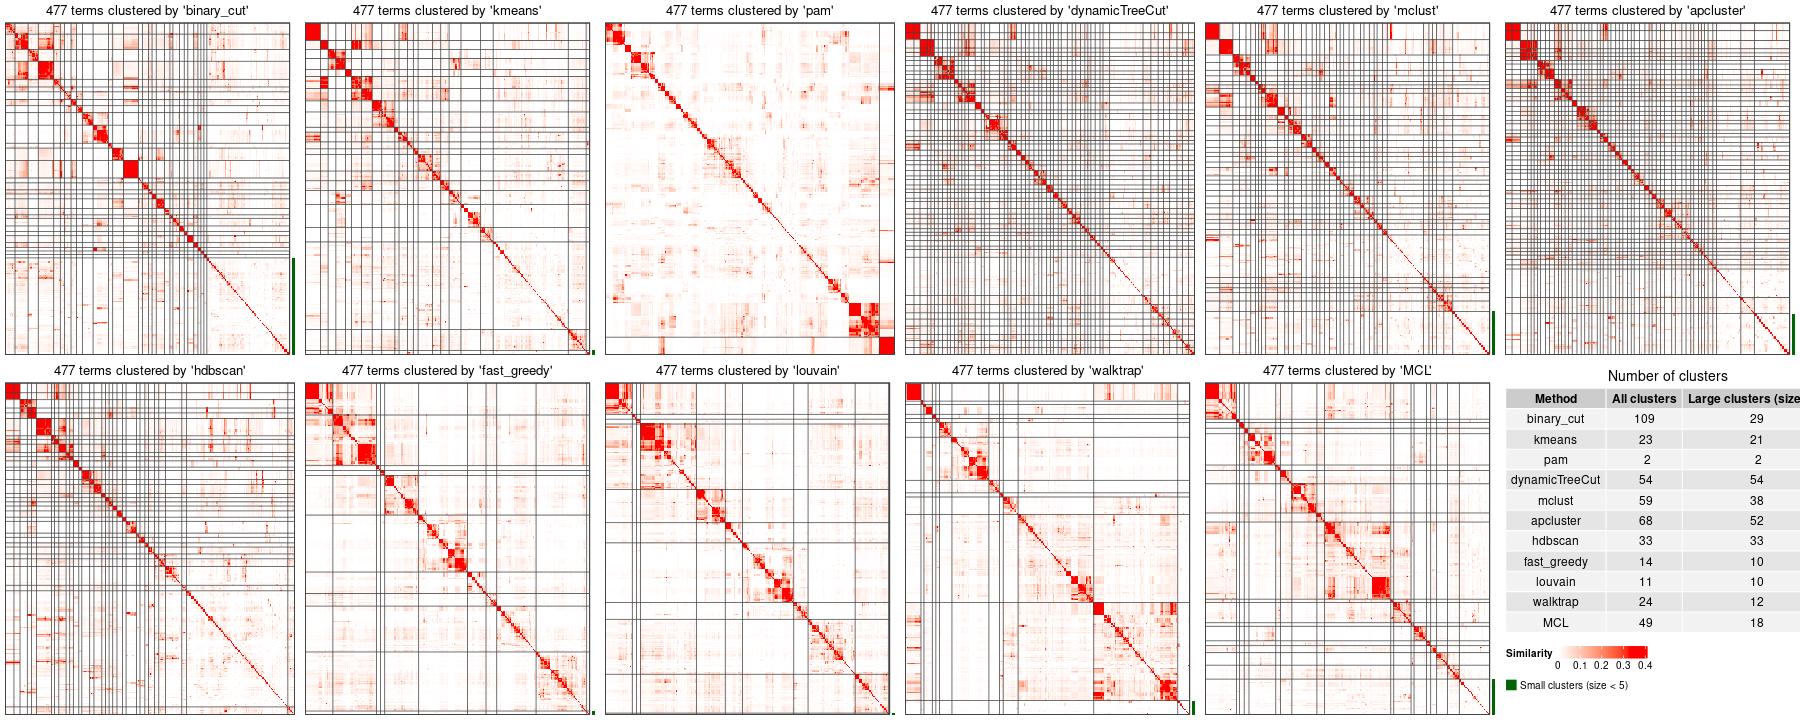 477 terms clustered by 'binary_cut'
477 terms clustered by 'kmeans'
477 terms clustered by 'pam'
477 terms clustered by 'dynamicTreeCut'
477 terms clustered by 'mclust'
477 terms clustered by 'apcluster'
477 terms clustered by 'hdbscan'
477 terms clustered by 'fast_greedy'
477 terms clustered by 'louvain'
477 terms clustered by 'walktrap'
477 terms clustered by 'MCL'
Number of clusters
Method All clusters Large clusters (size
binary_cut 109 29
kmeans 23 21
pam 2 2
dynamicTreeCut 54 54
mclust 59 38
apcluster 68 52
hdbscan 33 33
fast_greedy 14 10
louvain 11 10
walktrap 24 12
MCL 49 18
Similarity
0 0.1 0.2 0.3 0.4
Small clusters (size < 5)